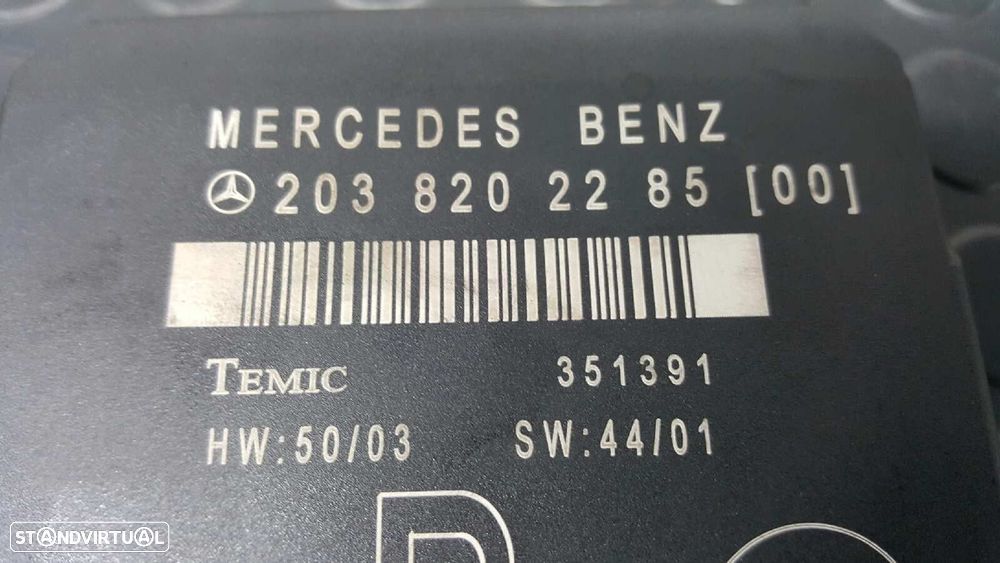 MERCEDES BENZ
203 820 22 85 [00]
TEMIC 351391
HW:50/03 SW:44/01
STANDVIRTUAL